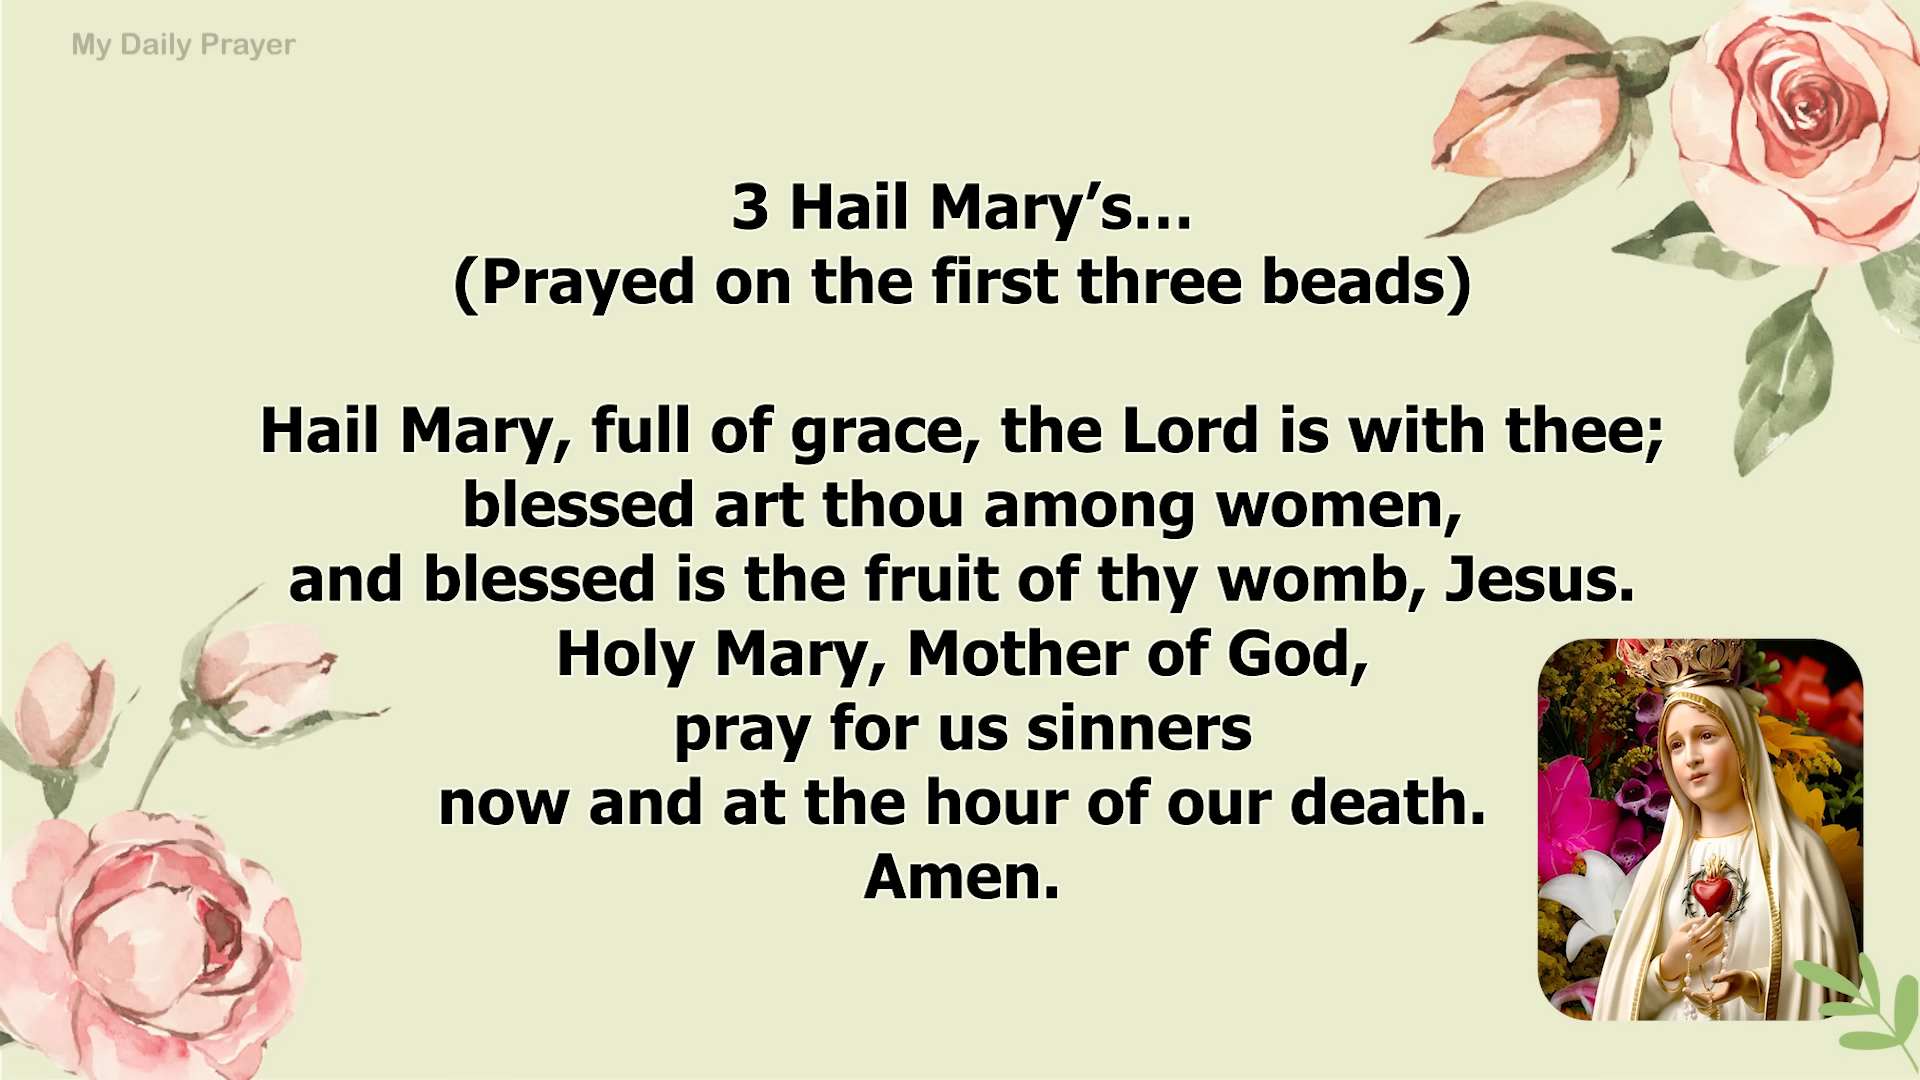 My Daily Prayer
3 Hail Mary’s...
(Prayed on the first three beads)
Hail Mary, full of grace, the Lord is with thee;
blessed art thou among women,
and blessed is the fruit of thy womb, Jesus.
Holy Mary, Mother of God,
pray for us sinners
now and at the hour of our death.
Amen.